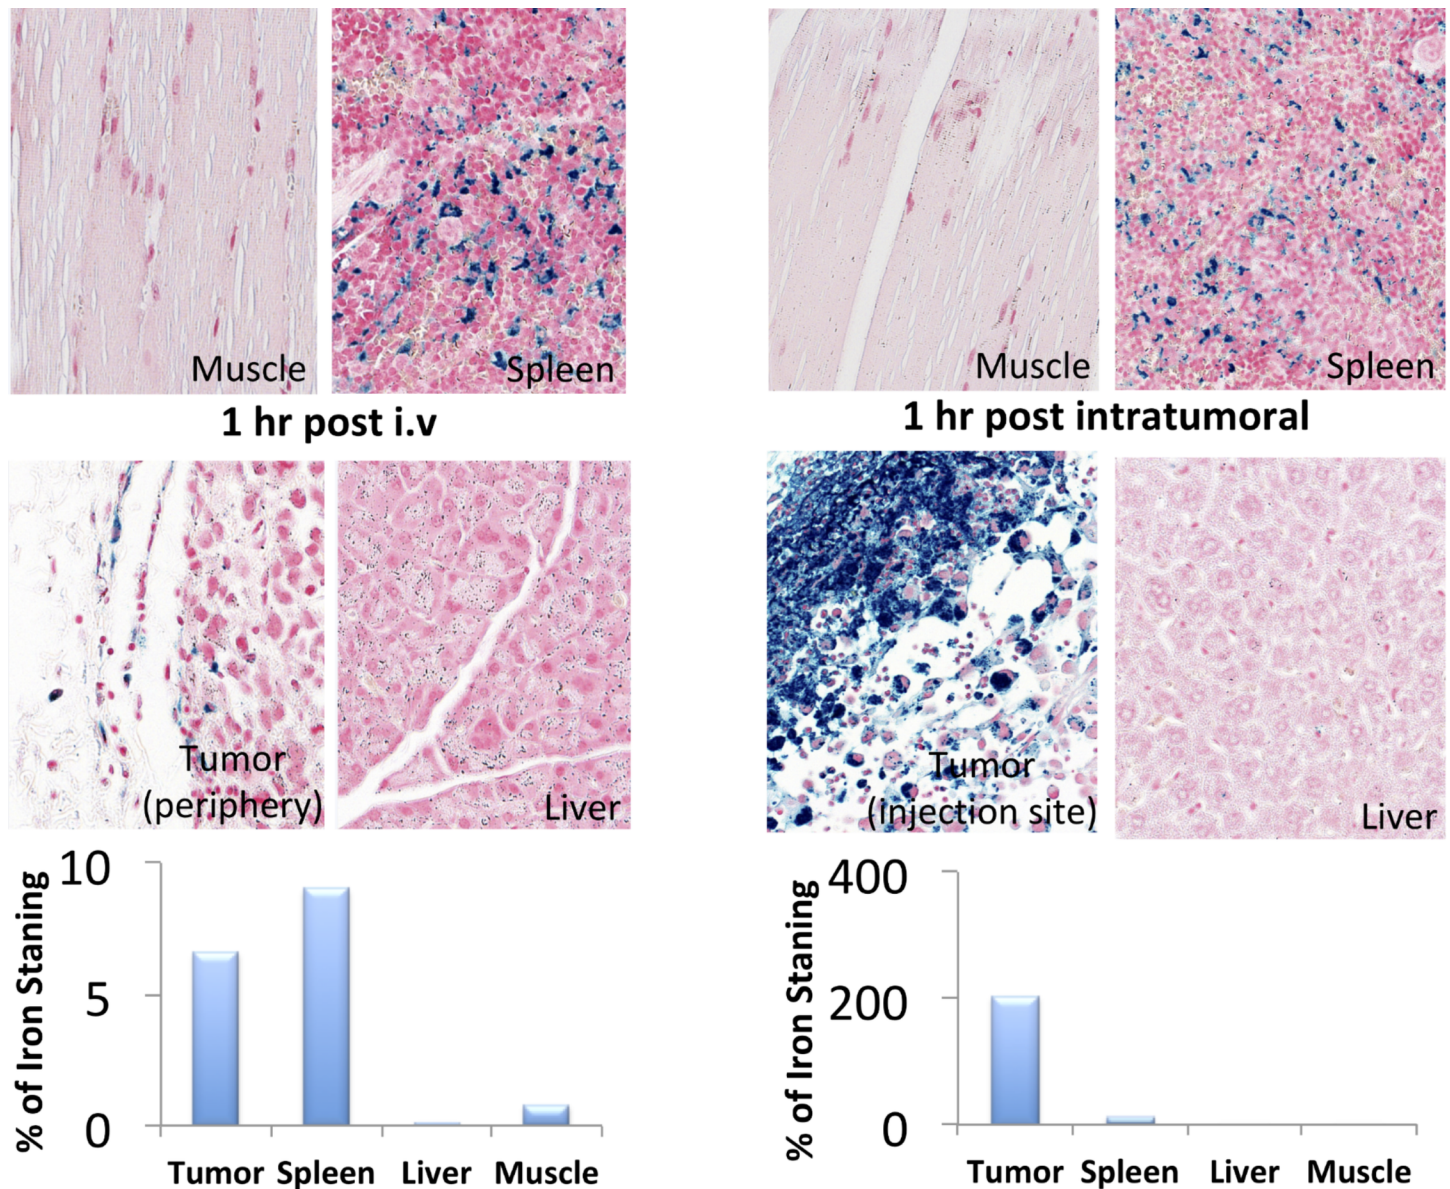 Muscle
Spleen
1 hr post i.v
Tumor
(periphery)
Liver
% of Iron Staning
10
5
0
Tumor Spleen Liver Muscle
Muscle
Spleen
1 hr post intratumoral
Tumor
(injection site)
Liver
% of Iron Staning
400
200
0
Tumor Spleen Liver Muscle